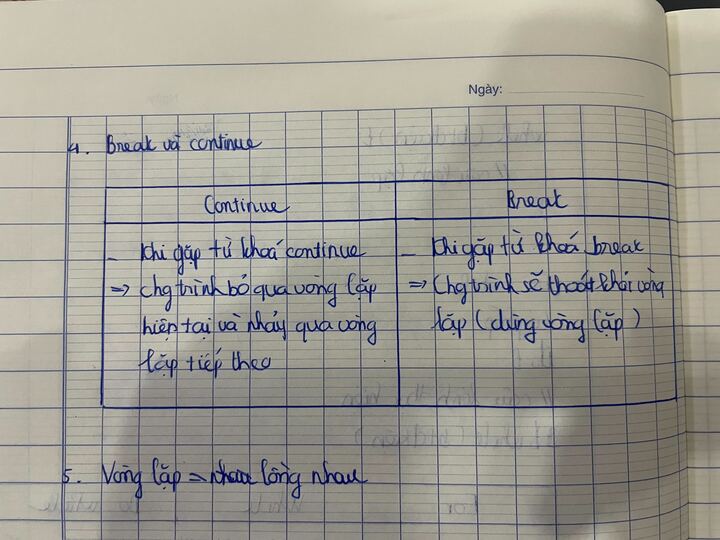 Ngày:
4. Break và continue
Continue
Break
- Khi gặp từ khoá continue
=> chg trình bỏ qua vòng lặp
hiện tại và nhảy qua vòng
lặp tiếp theo
- Khi gặp từ khoá break
=> Chg trình sẽ thoát khỏi vòng
lặp (dừng vòng lặp)
5. Vòng lặp lồng nhau